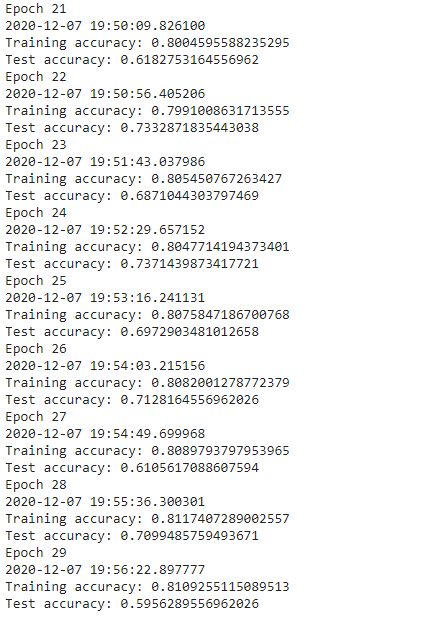 Epoch 21
2020-12-07 19:50:09.826100
Training accuracy: 0.8004595588235295
Test accuracy: 0.6182753164556962
Epoch 22
2020-12-07 19:50:56.405206
Training accuracy: 0.7991008631713555
Test accuracy: 0.7332871835443038
Epoch 23
2020-12-07 19:51:43.037986
Training accuracy: 0.805450767263427
Test accuracy: 0.6871044303797469
Epoch 24
2020-12-07 19:52:29.657152
Training accuracy: 0.8047714194373401
Test accuracy: 0.7371439873417721
Epoch 25
2020-12-07 19:53:16.241131
Training accuracy: 0.8075847186700768
Test accuracy: 0.6972903481012658
Epoch 26
2020-12-07 19:54:03.215156
Training accuracy: 0.8082001278772379
Test accuracy: 0.7128164556962026
Epoch 27
2020-12-07 19:54:49.699968
Training accuracy: 0.8089793797953965
Test accuracy: 0.6105617088607594
Epoch 28
2020-12-07 19:55:36.300301
Training accuracy: 0.8117407289002557
Test accuracy: 0.7099485759493671
Epoch 29
2020-12-07 19:56:22.897777
Training accuracy: 0.8109255115089513
Test accuracy: 0.5956289556962026